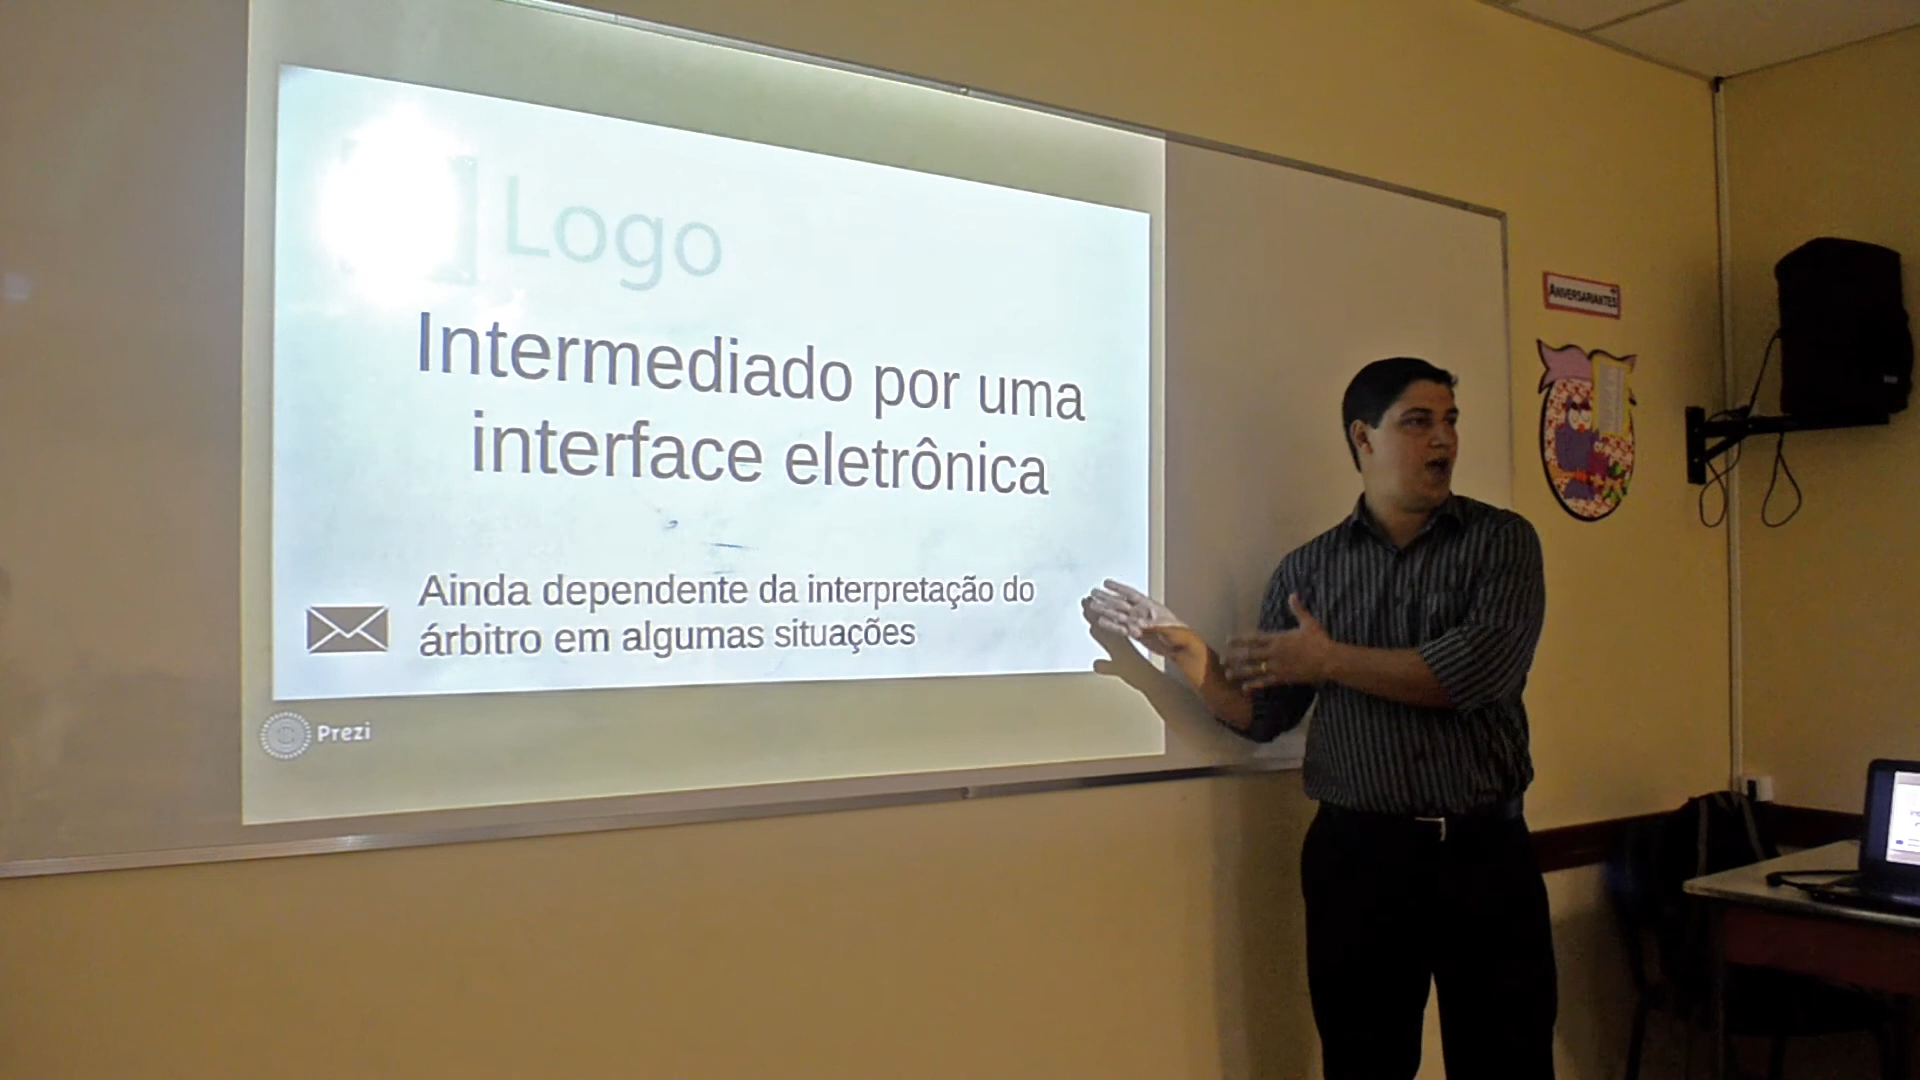 Logo
Intermediado por uma
interface eletrônica
Ainda dependente da interpretação do
árbitro em algumas situações
Prezi
ANIVERSARIANTES